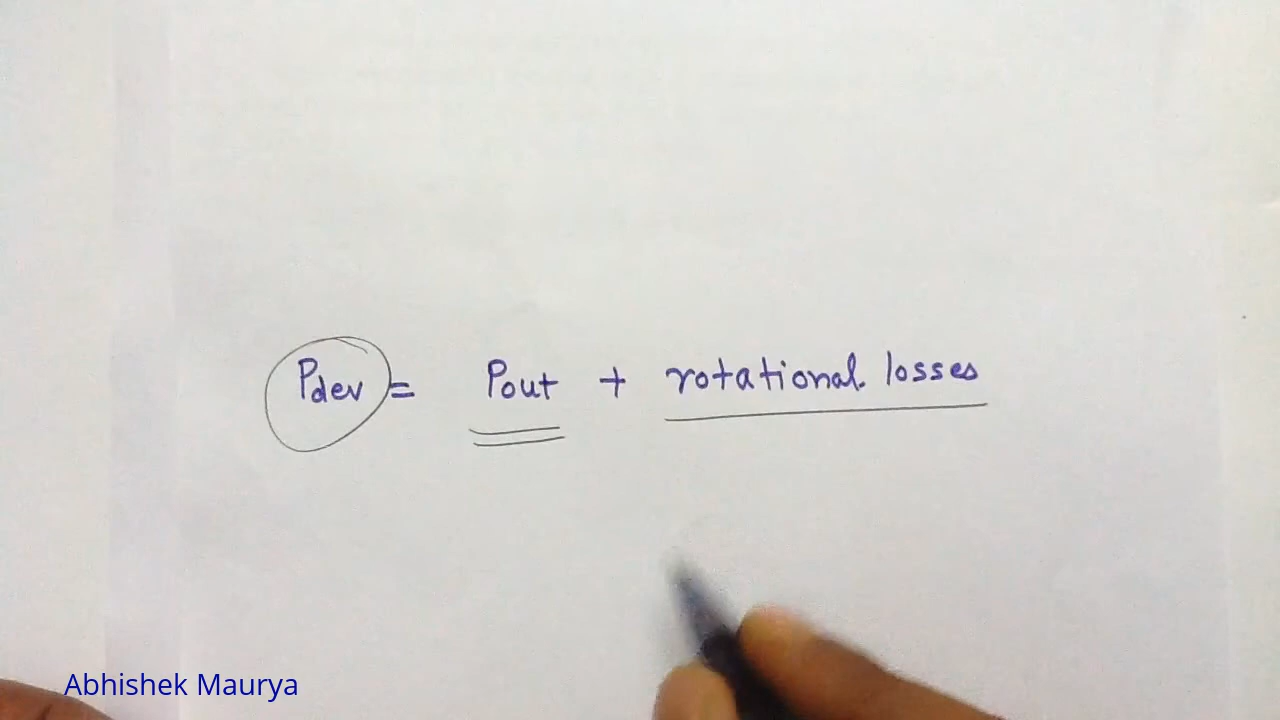 Pdev = Pout + rotational losses
Abhishek Maurya